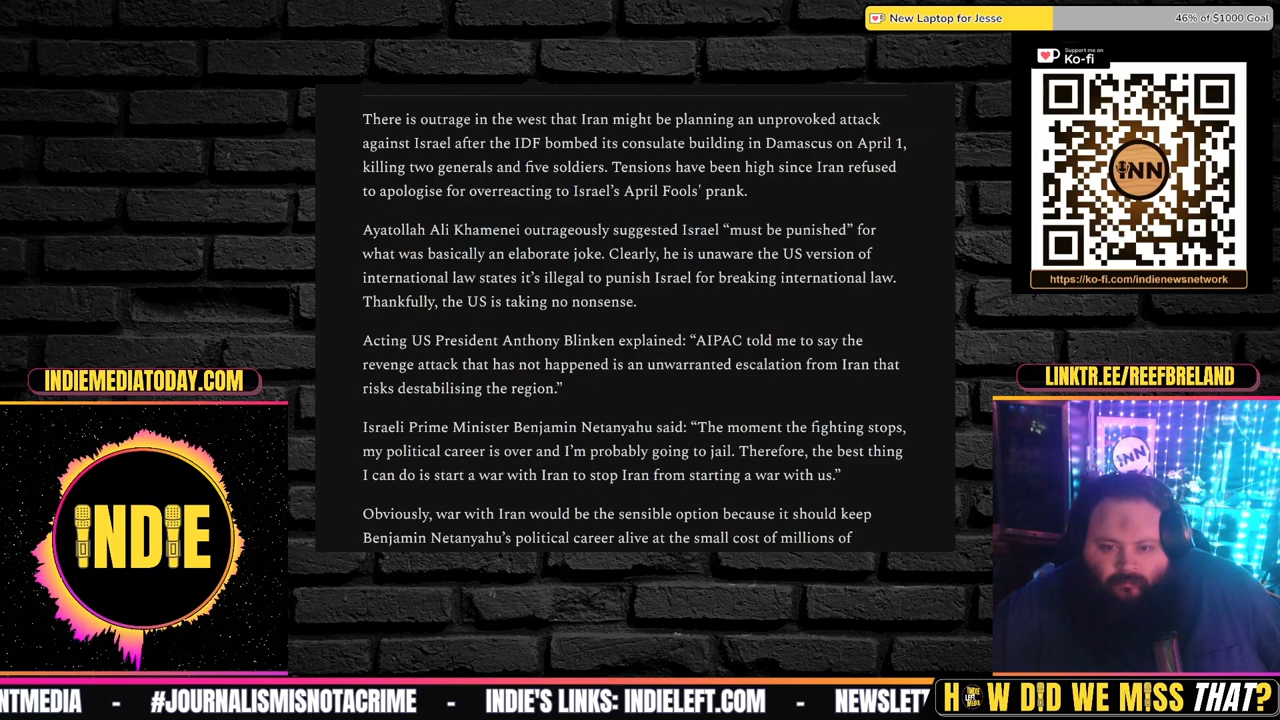 New Laptop for Jesse
46% of $1000 Goal
Support me on
Ko-fi
iNN
https://ko-fi.com/indienewsnetwork
There is outrage in the west that Iran might be planning an unprovoked attack
against Israel after the IDF bombed its consulate building in Damascus on April 1,
killing two generals and five soldiers. Tensions have been high since Iran refused
to apologise for overreacting to Israel’s April Fools’ prank.
Ayatollah Ali Khamenei outrageously suggested Israel “must be punished” for
what was basically an elaborate joke. Clearly, he is unaware the US version of
international law states it’s illegal to punish Israel for breaking international law.
Thankfully, the US is taking no nonsense.
Acting US President Anthony Blinken explained: “AIPAC told me to say the
revenge attack that has not happened is an unwarranted escalation from Iran that
risks destabilising the region.”
Israeli Prime Minister Benjamin Netanyahu said: “The moment the fighting stops,
my political career is over and I’m probably going to jail. Therefore, the best thing
I can do is start a war with Iran to stop Iran from starting a war with us.”
Obviously, war with Iran would be the sensible option because it should keep
Benjamin Netanyahu’s political career alive at the small cost of millions of
INDIEMEDIATODAY.COM
iNDiE
LINKTR.EE/REEFBRELAND
iNN
NTMEDIA - #JOURNALISMISNOTACRIME - INDIE'S LINKS: INDIELEFT.COM - NEWSLET
HOW DiD WE MiSS THAT?